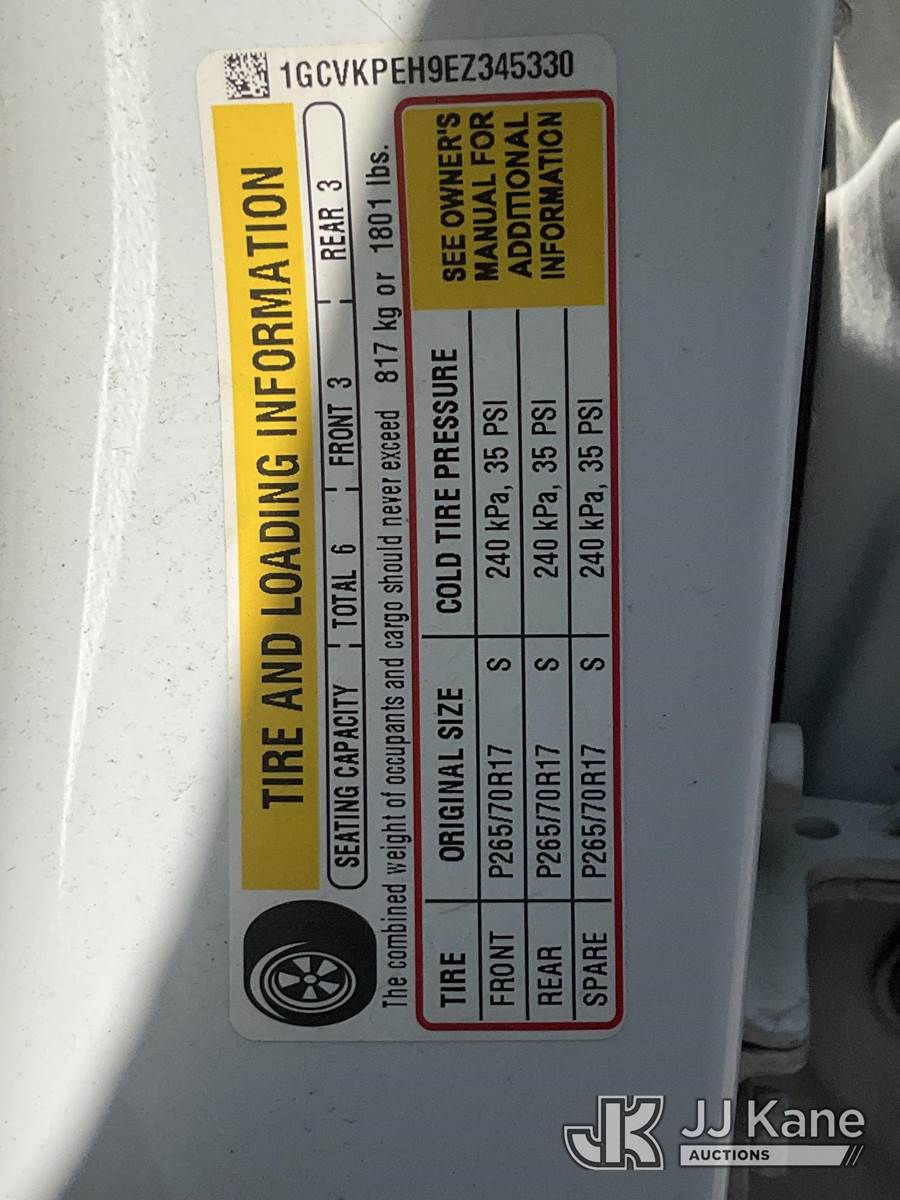 1GCVKPEH9EZ345330
TIRE AND LOADING INFORMATION
SEATING CAPACITY TOTAL 6 FRONT 3 REAR 3
The combined weight of occupants and cargo should never exceed 817 kg or 1801 lbs.
TIRE ORIGINAL SIZE COLD TIRE PRESSURE
FRONT P265/70R17 S 240 kPa, 35 PSI
REAR P265/70R17 S 240 kPa, 35 PSI
SPARE P265/70R17 S 240 kPa, 35 PSI
SEE OWNER'S
MANUAL FOR
ADDITIONAL
INFORMATION
JK JJ Kane
AUCTIONS